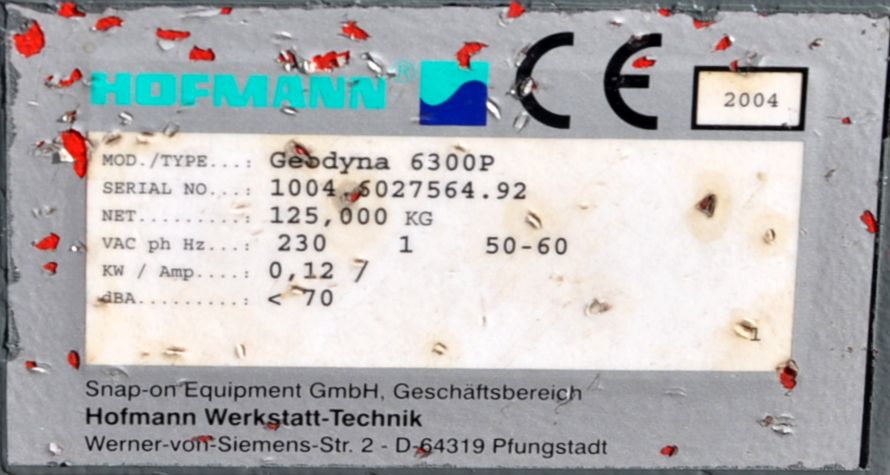 HOFMANN® CE 2004
MOD./TYPE...: Geodyna 6300P
SERIAL NO...: 1004.6027564.92
NET.........: 125,000 KG
VAC ph Hz...: 230 1 50-60
KW / Amp....: 0,12 /
dBA.........: < 70
1
Snap-on Equipment GmbH, Geschäftsbereich
Hofmann Werkstatt-Technik
Werner-von-Siemens-Str. 2 - D-64319 Pfungstadt